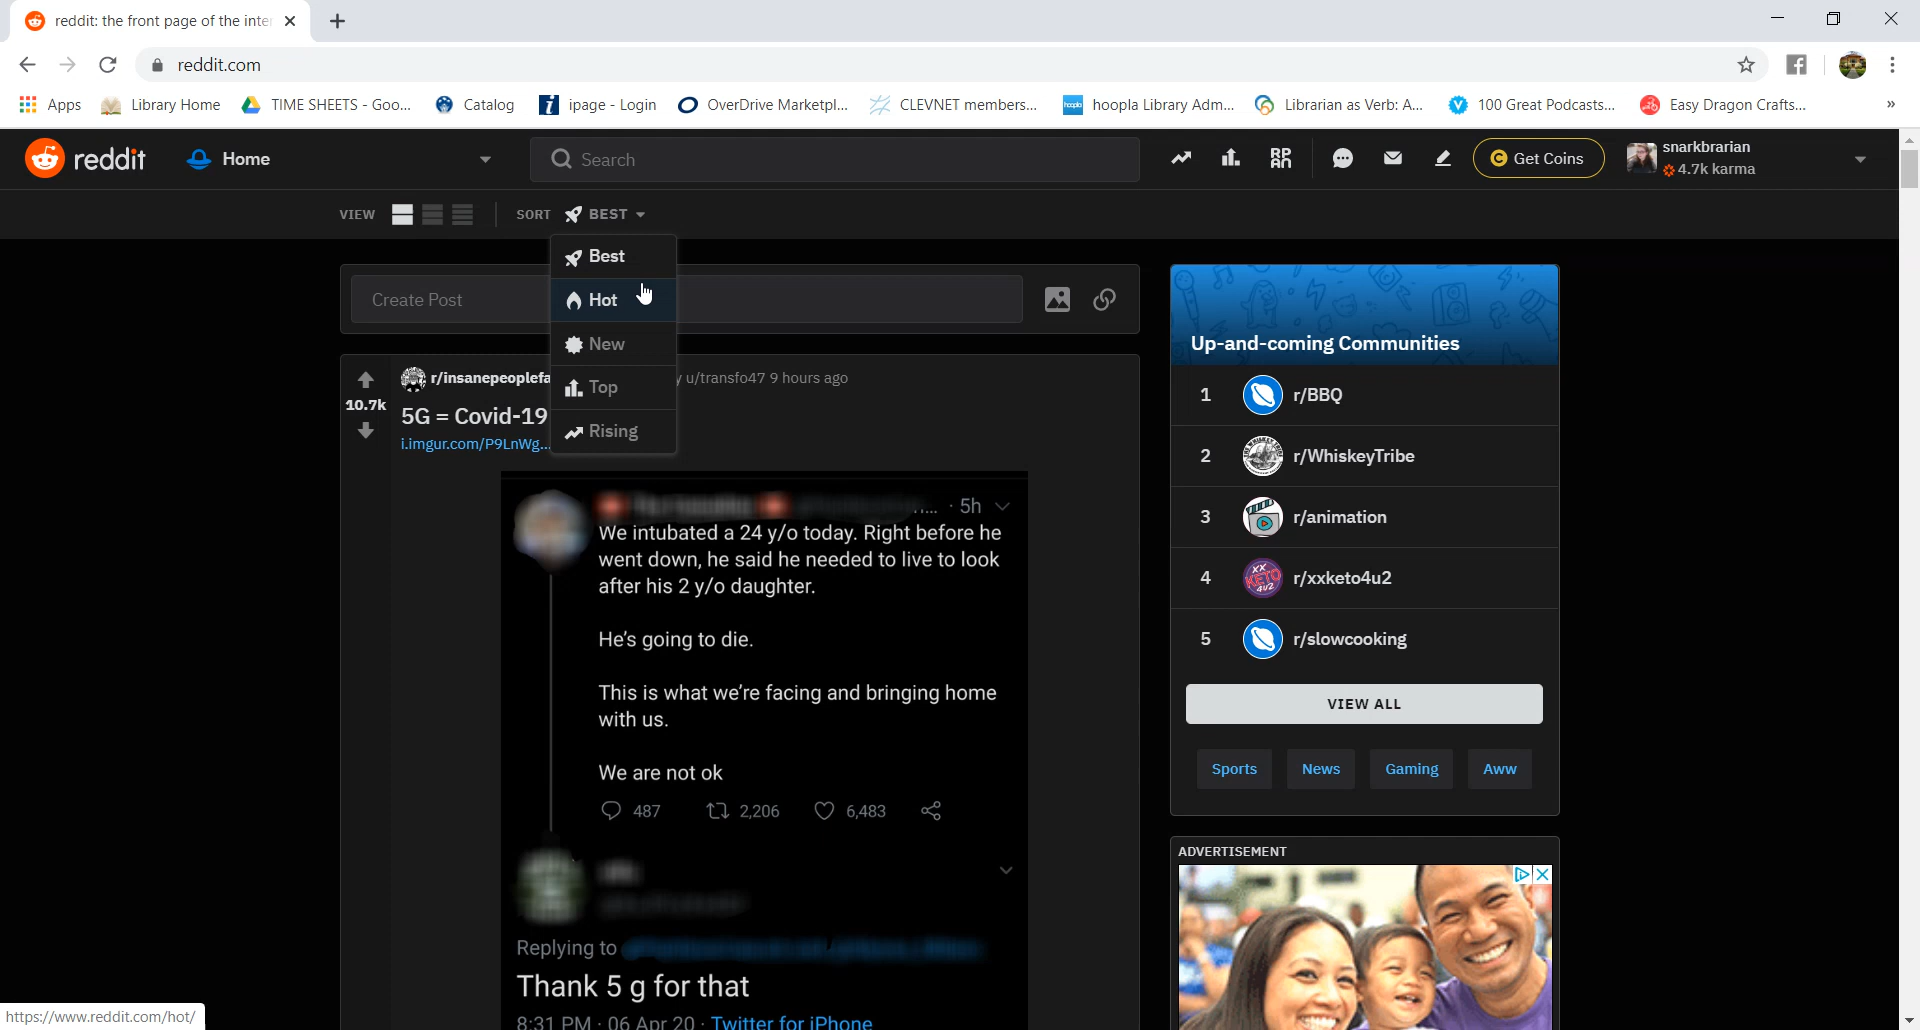 reddit: the front page of the inte
reddit.com
Apps
Library Home
TIME SHEETS - Goo...
Catalog
ipage - Login
OverDrive Marketpl...
CLEVNET members...
hoopla Library Adm...
Librarian as Verb: A...
100 Great Podcasts...
Easy Dragon Crafts...
»
reddit
Home
Search
RPAN
Get Coins
snarkbrarian
4.7k karma
VIEW
SORT
BEST
Best
Hot
New
Top
Rising
Create Post
10.7k
r/insanepeoplefa
y u/transfo47 9 hours ago
5G = Covid-19
i.imgur.com/P9LnWg...
... · 5h
We intubated a 24 y/o today. Right before he
went down, he said he needed to live to look
after his 2 y/o daughter.
He's going to die.
This is what we're facing and bringing home
with us.
We are not ok
487
2,206
6,483
Replying to
Thank 5 g for that
8:31 PM · 06 Apr 20 · Twitter for iPhone
Up-and-coming Communities
1 r/BBQ
2 r/WhiskeyTribe
3 r/animation
4 XX KETO 4U2 r/xxketo4u2
5 r/slowcooking
VIEW ALL
Sports
News
Gaming
Aww
ADVERTISEMENT
https://www.reddit.com/hot/